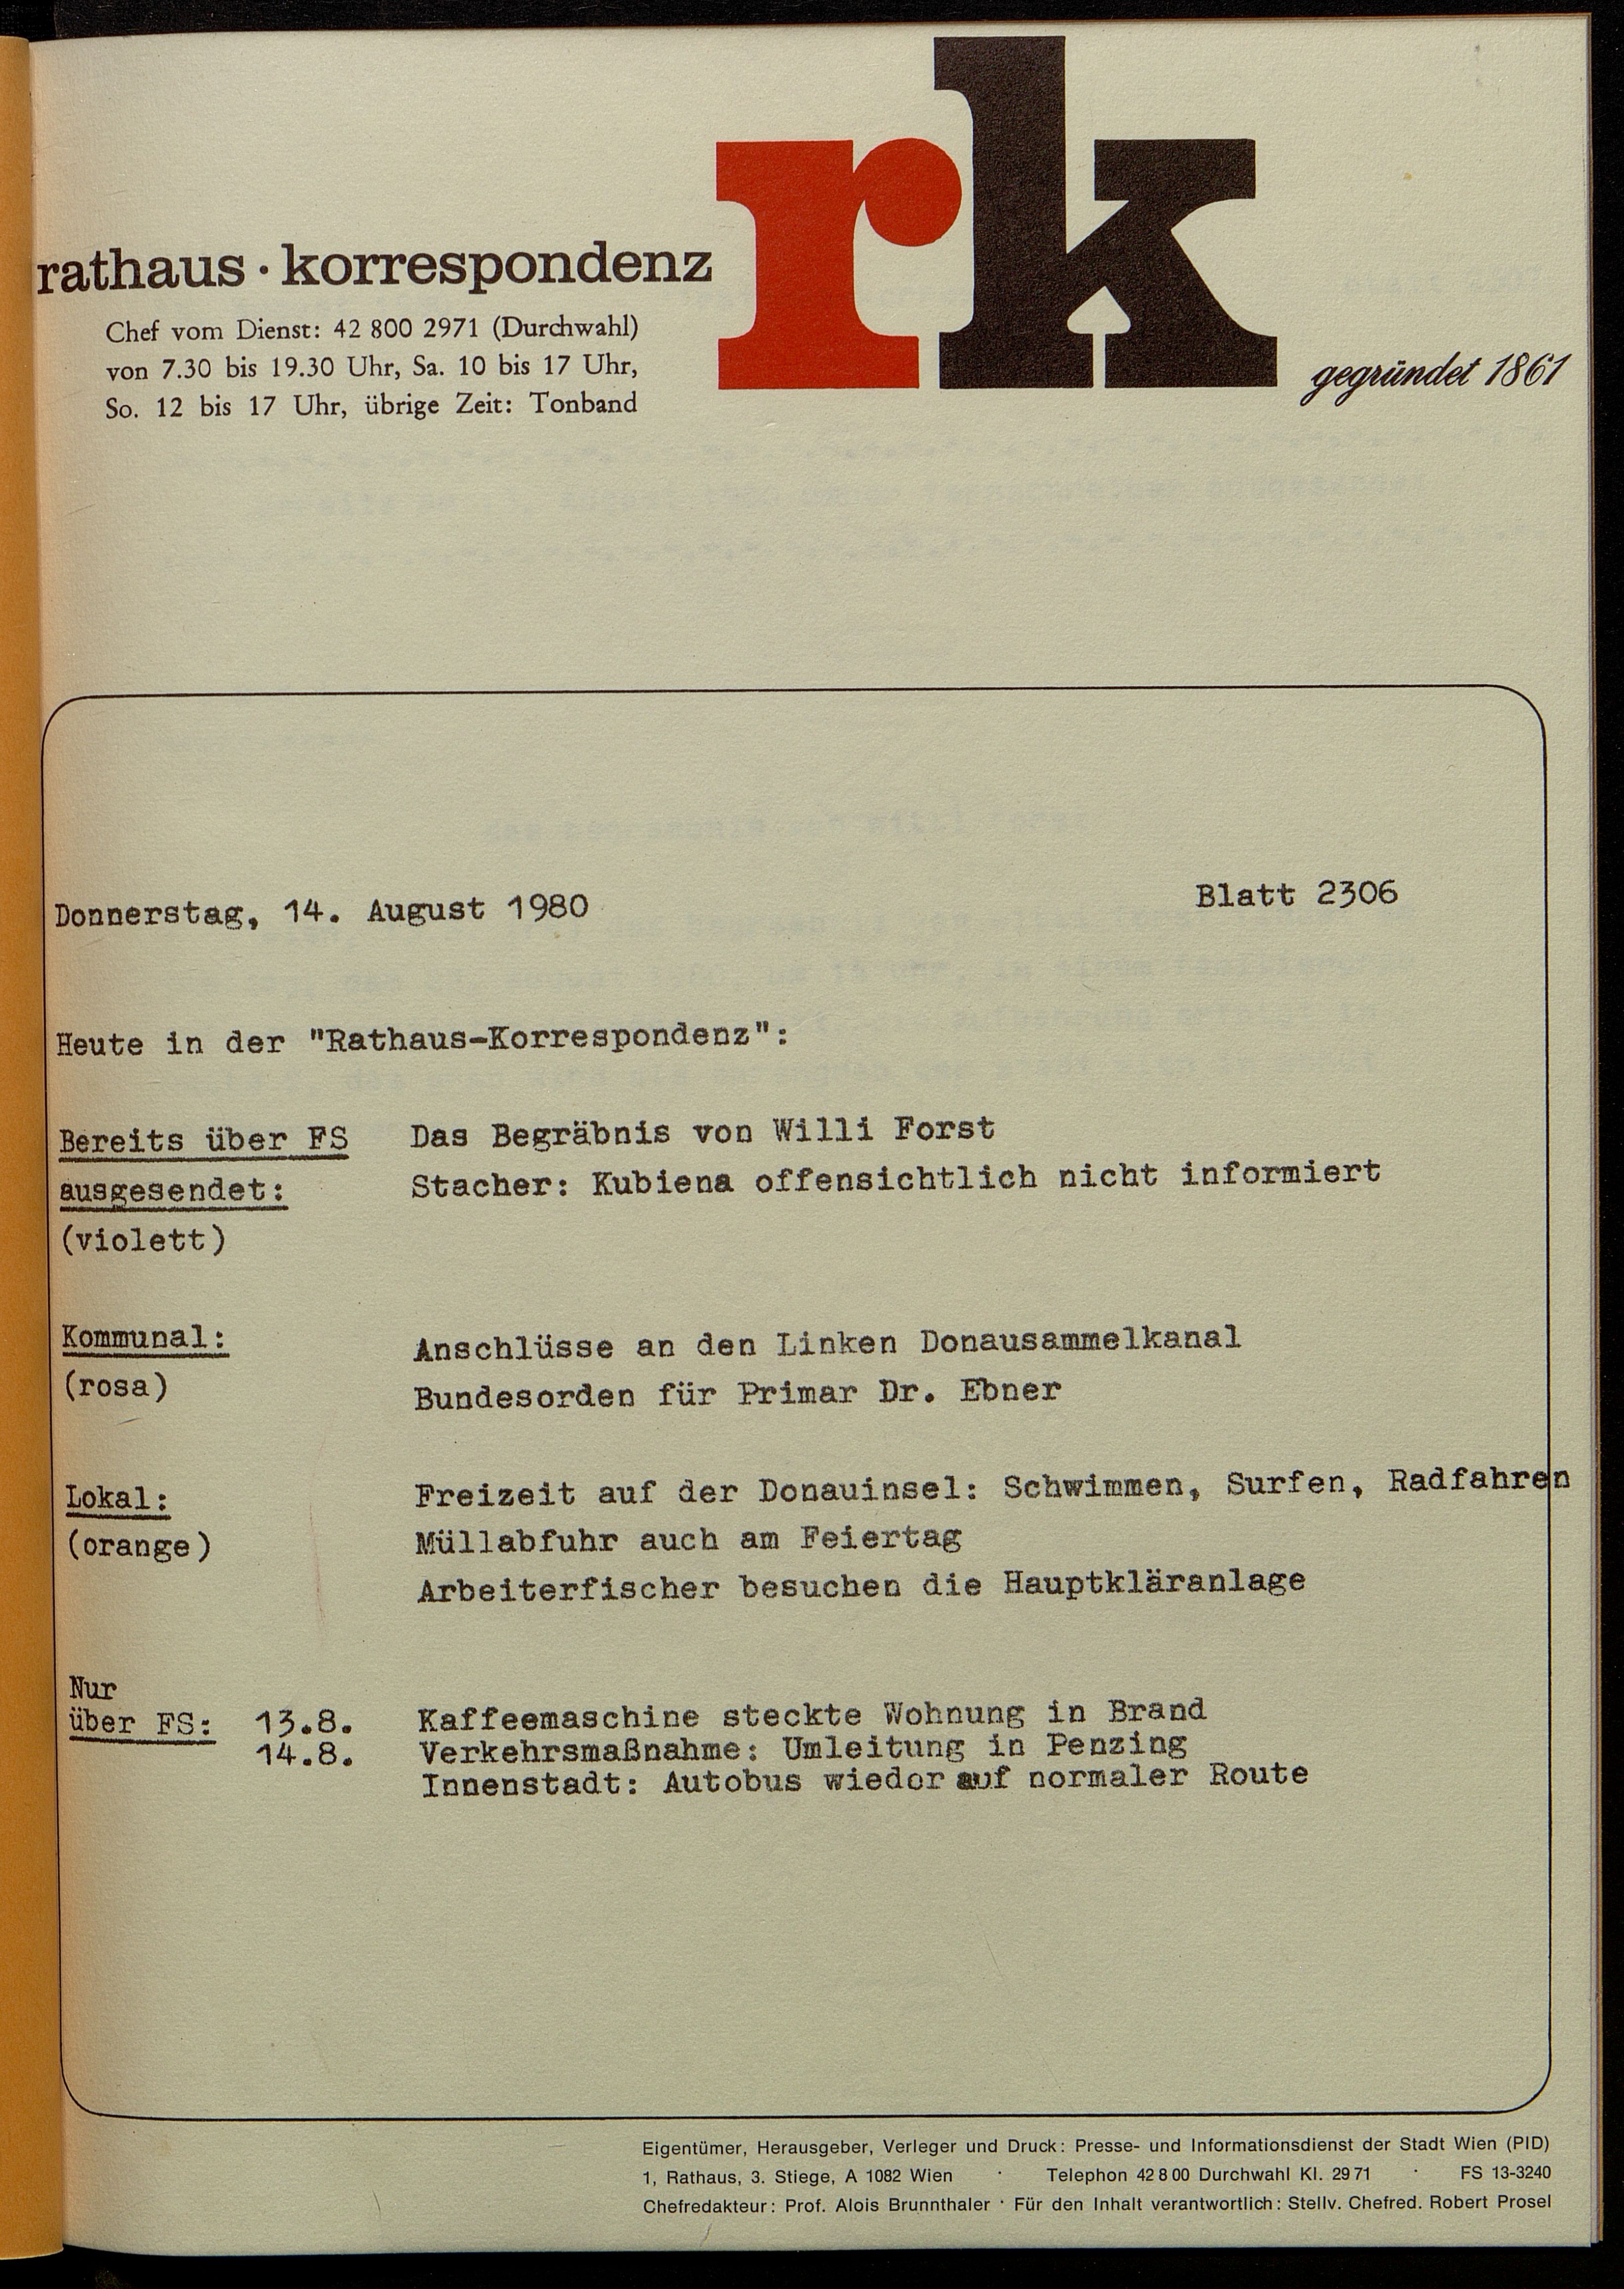 rk
rathaus · korrespondenz
Chef vom Dienst: 42 800 2971 (Durchwahl)
von 7.30 bis 19.30 Uhr, Sa. 10 bis 17 Uhr,
So. 12 bis 17 Uhr, übrige Zeit: Tonband
gegründet 1861
Donnerstag, 14. August 1980 Blatt 2306
Heute in der "Rathaus-Korrespondenz":
Bereits über FS Das Begräbnis von Willi Forst
ausgesendet: Stacher: Kubiena offensichtlich nicht informiert
(violett)
Kommunal: Anschlüsse an den Linken Donausammelkanal
(rosa) Bundesorden für Primar Dr. Ebner
Lokal: Freizeit auf der Donauinsel: Schwimmen, Surfen, Radfahren
(orange) Müllabfuhr auch am Feiertag
Arbeiterfischer besuchen die Hauptkläranlage
Nur
über FS: 13.8. Kaffeemaschine steckte Wohnung in Brand
14.8. Verkehrsmaßnahme: Umleitung in Penzing
Innenstadt: Autobus wieder auf normaler Route
Eigentümer, Herausgeber, Verleger und Druck: Presse- und Informationsdienst der Stadt Wien (PID)
1, Rathaus, 3. Stiege, A 1082 Wien · Telephon 42 8 00 Durchwahl Kl. 29 71 · FS 13-3240
Chefredakteur: Prof. Alois Brunnthaler · Für den Inhalt verantwortlich: Stellv. Chefred. Robert Prosel